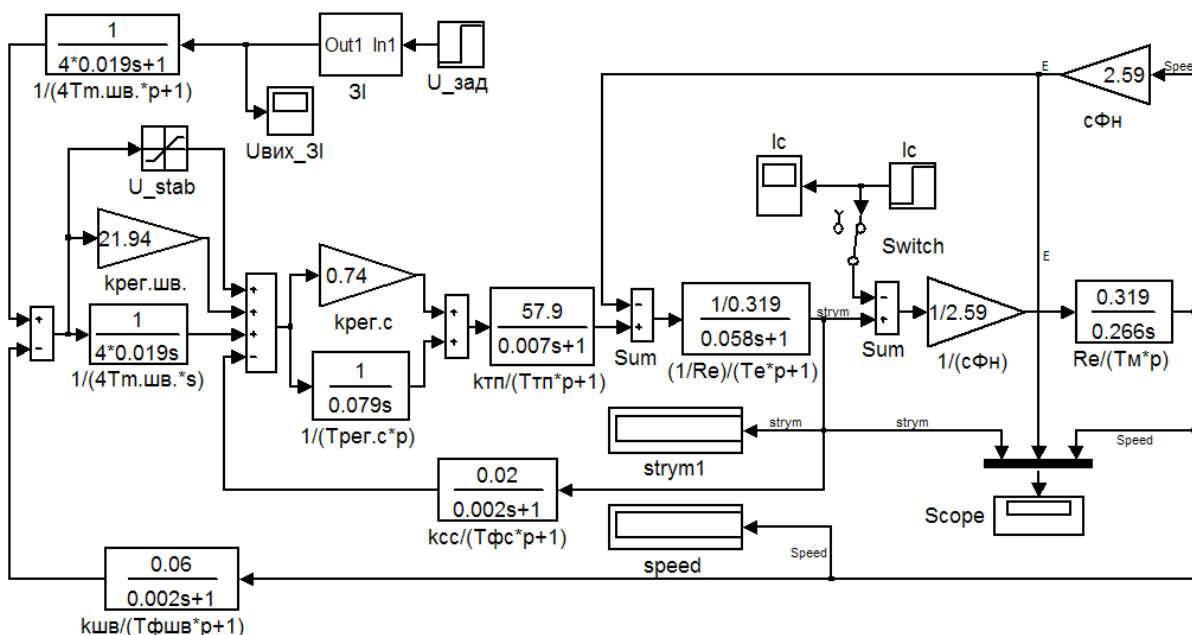 1
4*0.019s+1
1/(4Tm.шв.*p+1)
Out1 In1
ЗІ
U_зад
Uвих_ЗІ
E
Speed
2.59
сФн
U_stab
Ic
Ic
Switch
21.94
kрег.шв.
0.74
kрег.с
1
4*0.019s
1/(4Tm.шв.*s)
1
0.079s
1/(Tрег.с*p)
57.9
0.007s+1
kтп/(Tтп*p+1)
Sum
1/0.319
0.058s+1
(1/Re)/(Te*p+1)
strym
Sum
1/2.59
1/(сФн)
E
0.319
0.266s
Re/(Tм*p)
strym
strym
Speed
strym1
0.02
0.002s+1
kсс/(Tфс*p+1)
Scope
Speed
speed
0.06
0.002s+1
kшв/(Tфшв*p+1)